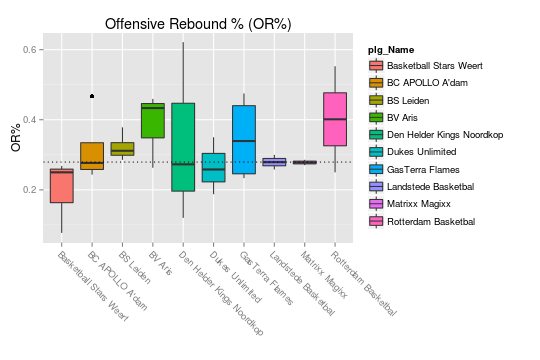 Offensive Rebound % (OR%)
OR%
0.6
0.4
0.2
Basketball Stars Weert
BC APOLLO A'dam
BS Leiden
BV Aris
Den Helder Kings Noordkop
Dukes Unlimited
GasTerra Flames
Landstede Basketbal
Matrixx Magixx
Rotterdam Basketbal
plg_Name
Basketball Stars Weert
BC APOLLO A'dam
BS Leiden
BV Aris
Den Helder Kings Noordkop
Dukes Unlimited
GasTerra Flames
Landstede Basketbal
Matrixx Magixx
Rotterdam Basketbal